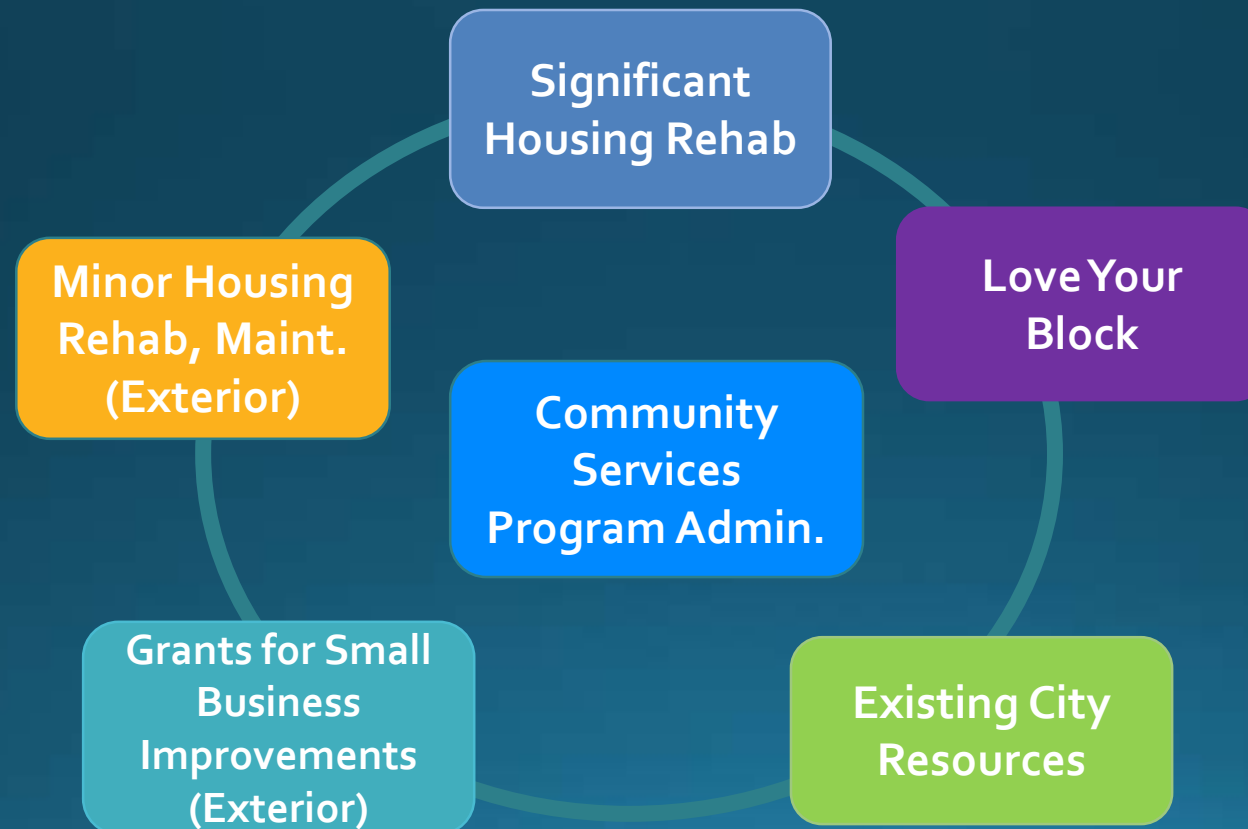 Significant
Housing Rehab
Love Your
Block
Existing City
Resources
Grants for Small
Business
Improvements
(Exterior)
Minor Housing
Rehab, Maint.
(Exterior)
Community
Services
Program Admin.